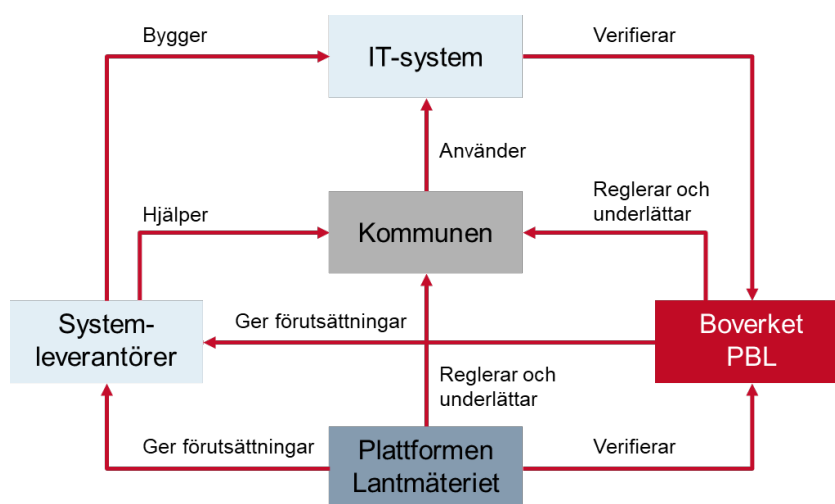 Bygger
IT-system
Verifierar
Använder
Hjälper
Kommunen
Reglerar och
underlättar
System-
leverantörer
Ger förutsättningar
Boverket
PBL
Reglerar och
underlättar
Ger förutsättningar
Plattformen
Lantmäteriet
Verifierar